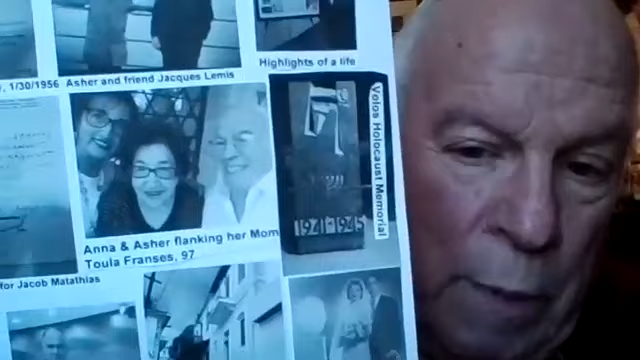 , 1/30/1956 Asher and friend Jacques Lemis
Highlights of a life
Volos Holocaust Memorial
1941-1945
Anna & Asher flanking her Mom
Toula Franses, 97
for Jacob Matathias